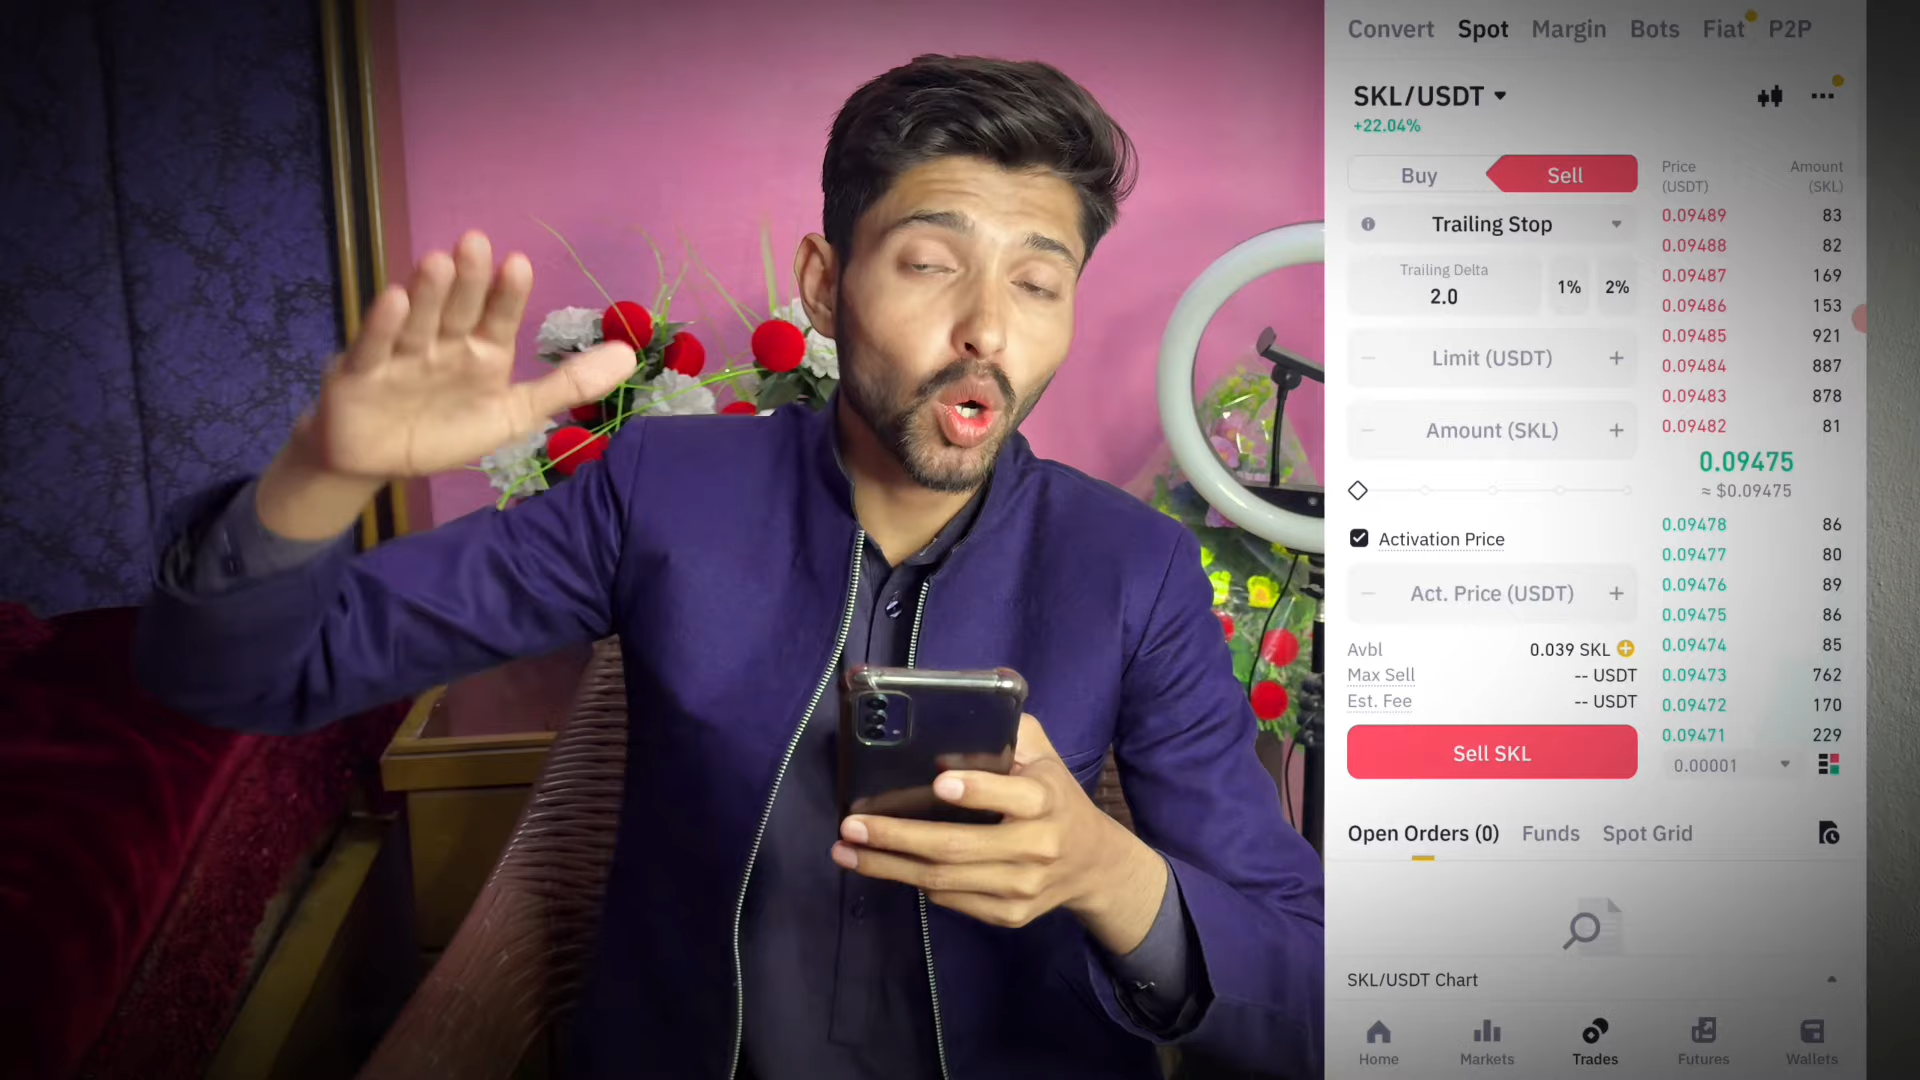 Convert Spot Margin Bots Fiat P2P
SKL/USDT
+22.04%
Buy Sell
Trailing Stop
Trailing Delta
2.0
1% 2%
Limit (USDT)
Amount (SKL)
Activation Price
Act. Price (USDT)
Avbl 0.039 SKL
Max Sell -- USDT
Est. Fee -- USDT
Sell SKL
Price Amount
(USDT) (SKL)
0.09489 83
0.09488 82
0.09487 169
0.09486 153
0.09485 921
0.09484 887
0.09483 878
0.09482 81
0.09475
≈ $0.09475
0.09478 86
0.09477 80
0.09476 89
0.09475 86
0.09474 85
0.09473 762
0.09472 170
0.09471 229
0.00001
Open Orders (0) Funds Spot Grid
SKL/USDT Chart
Home Markets Trades Futures Wallets